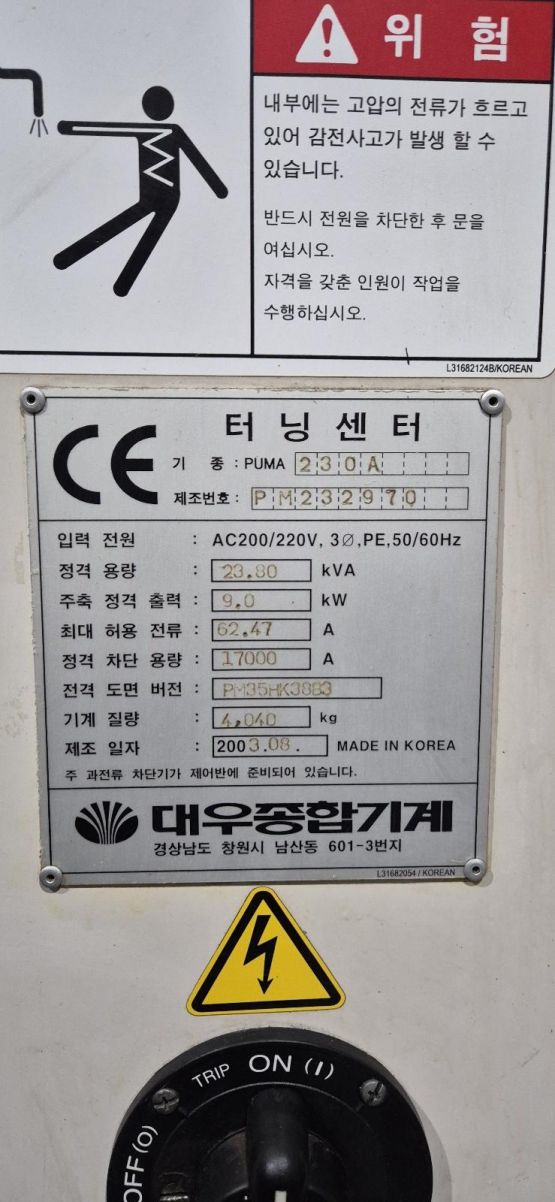 위 험
내부에는 고압의 전류가 흐르고
있어 감전사고가 발생 할 수
있습니다.
반드시 전원을 차단한 후 문을
여십시오.
자격을 갖춘 인원이 작업을
수행하십시오.
L31682124B/KOREAN
CE
터 닝 센 터
기 종 : PUMA 230A
제조번호 : PM232970
입력 전원 : AC200/220V, 3∅,PE,50/60Hz
정격 용량 : 23.80 kVA
주축 정격 출력 : 9.0 kW
최대 허용 전류 : 62.47 A
정격 차단 용량 : 17000 A
전격 도면 버전 : PM35HK38B3
기계 질량 : 4,040 kg
제조 일자 : 2003.08. MADE IN KOREA
주 과전류 차단기가 제어반에 준비되어 있습니다.
대우종합기계
경상남도 창원시 남산동 601-3번지
L31682054 / KOREAN
TRIP ON (I)
OFF (O)